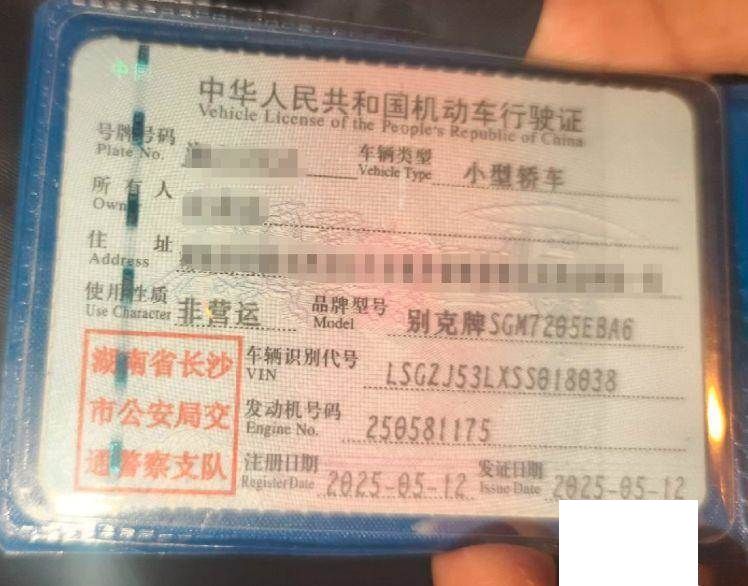 中国
中华人民共和国机动车行驶证
Vehicle License of the People's Republic of China
号牌号码
Plate No.
车辆类型
Vehicle Type
小型轿车
所有人
Owner
住址
Address
使用性质
Use Character
非营运
品牌型号
Model
别克牌SGM7205EBA6
湖南省长沙
市公安局交
通警察支队
车辆识别代号
VIN
LSGZJ53LXSS018038
发动机号码
Engine No.
250581175
注册日期
Register Date
2025-05-12
发证日期
Issue Date
2025-05-12